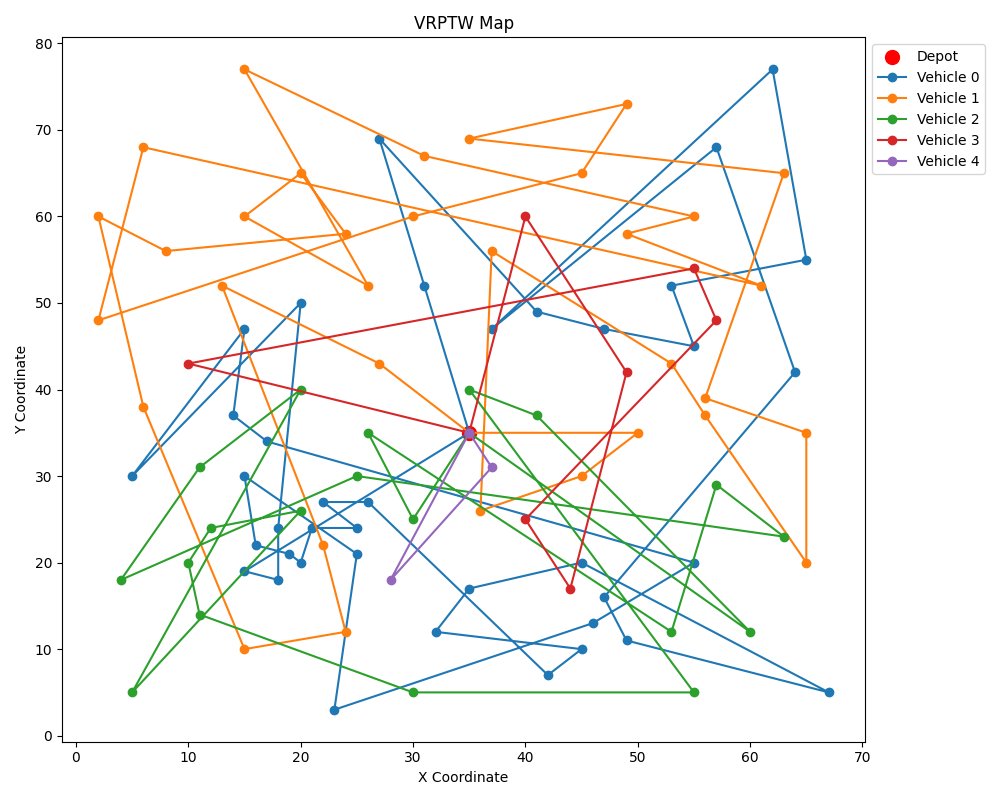 VRPTW Map
Depot
Vehicle 0
Vehicle 1
Vehicle 2
Vehicle 3
Vehicle 4
Y Coordinate
80
70
60
50
40
30
20
10
0
0 10 20 30 40 50 60 70
X Coordinate